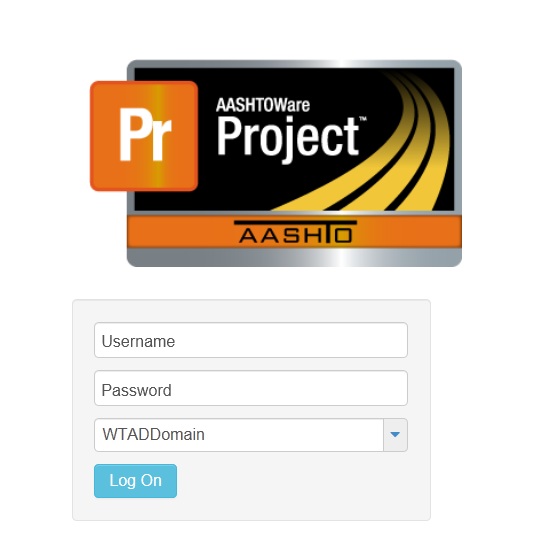 Pr
AASHTOWare
Project™
AASHTO
Username
Password
WTADDomain
Log On